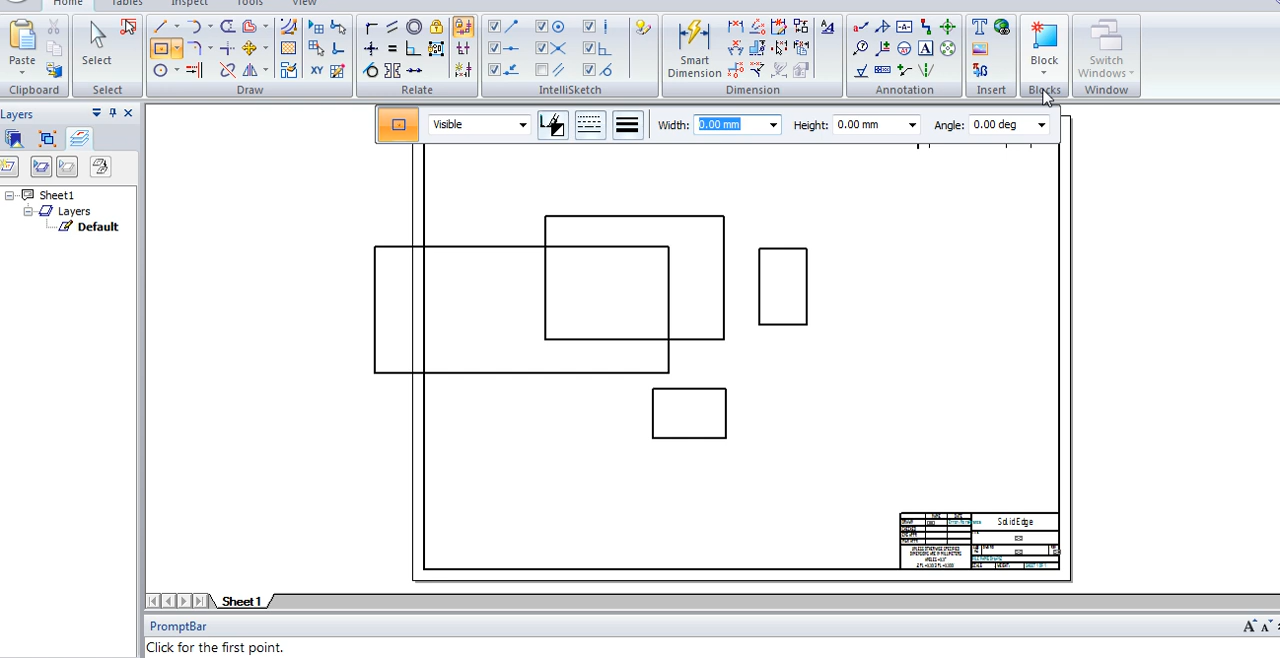 Home Tables Inspect Tools View
Paste
Select
Smart
Dimension
Block
Switch
Windows
Clipboard Select Draw Relate IntelliSketch Dimension Annotation Insert Blocks Window
Layers
Visible
Width: 0.00 mm Height: 0.00 mm Angle: 0.00 deg
Sheet1
Layers
Default
Solid Edge
Sheet1
PromptBar
Click for the first point.